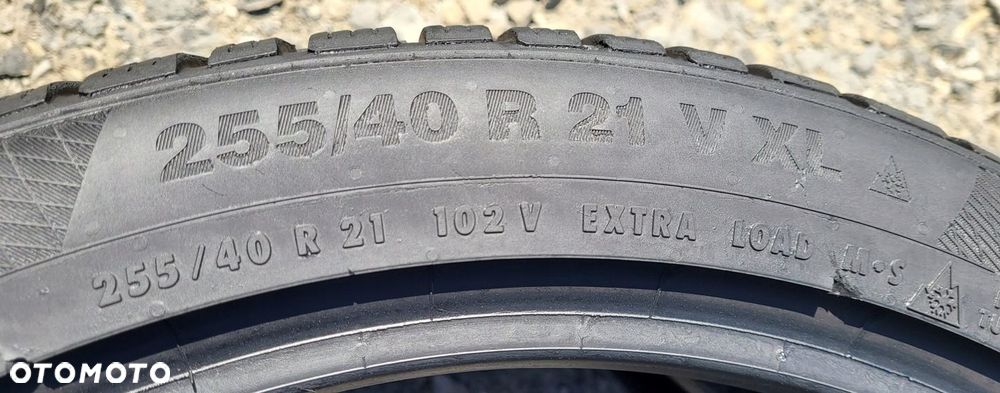 255/40 R 21 V XL
255/40 R 21 102 V EXTRA LOAD M•S
OTOMOTO